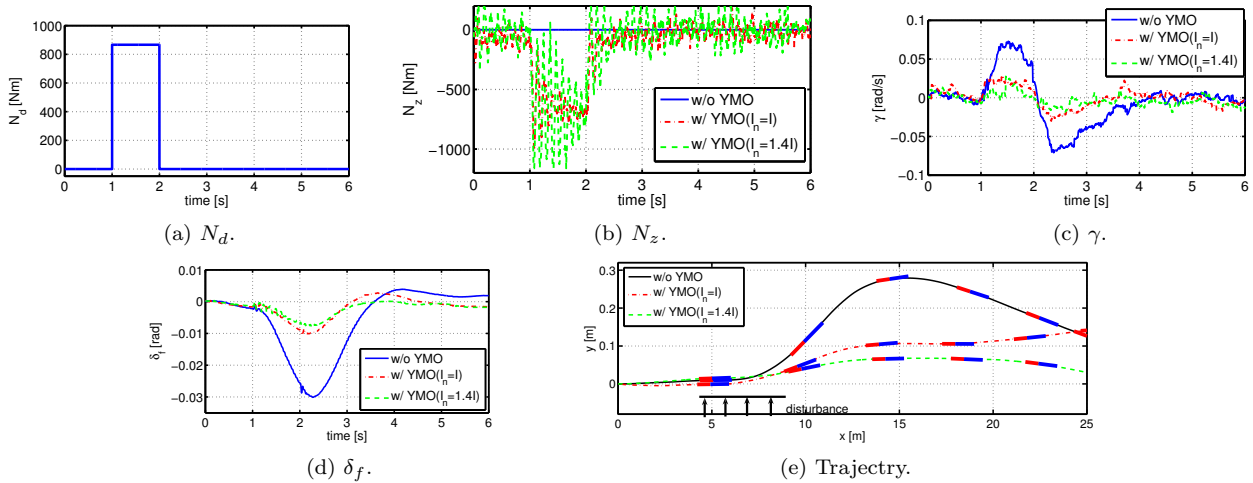 1000
800
600
400
200
0
N_d [Nm]
0 1 2 3 4 5 6
time [s]
(a) N_d.
0
−500
−1000
N_z [Nm]
w/o YMO
w/ YMO(I_n=I)
w/ YMO(I_n=1.4I)
0 1 2 3 4 5 6
time [s]
(b) N_z.
0.1
0.05
0
−0.05
−0.1
γ [rad/s]
w/o YMO
w/ YMO(I_n=I)
w/ YMO(I_n=1.4I)
0 1 2 3 4 5 6
time [s]
(c) γ.
0.01
0
−0.01
−0.02
−0.03
δ_f [rad]
w/o YMO
w/ YMO(I_n=I)
w/ YMO(I_n=1.4I)
0 1 2 3 4 5 6
time [s]
(d) δ_f.
0.3
0.2
0.1
0
y [m]
w/o YMO
w/ YMO(I_n=I)
w/ YMO(I_n=1.4I)
disturbance
0 5 10 15 20 25
x [m]
(e) Trajectry.